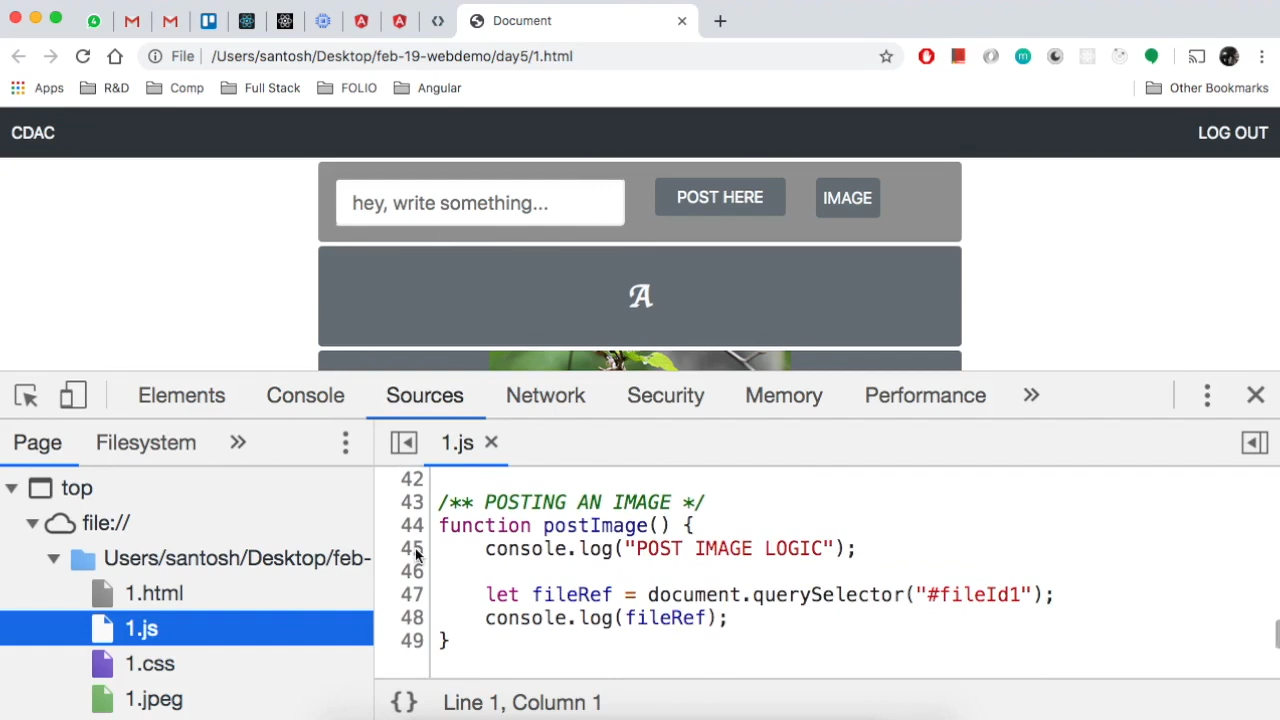 Document
File | /Users/santosh/Desktop/feb-19-webdemo/day5/1.html
Apps R&D Comp Full Stack FOLIO Angular Other Bookmarks
CDAC LOG OUT
hey, write something... POST HERE IMAGE
A
Elements Console Sources Network Security Memory Performance
Page Filesystem 1.js
top
file://
Users/santosh/Desktop/feb-
1.html
1.js
1.css
1.jpeg
42
43 /** POSTING AN IMAGE */
44 function postImage() {
45 console.log("POST IMAGE LOGIC");
46
47 let fileRef = document.querySelector("#fileId1");
48 console.log(fileRef);
49 }
{} Line 1, Column 1